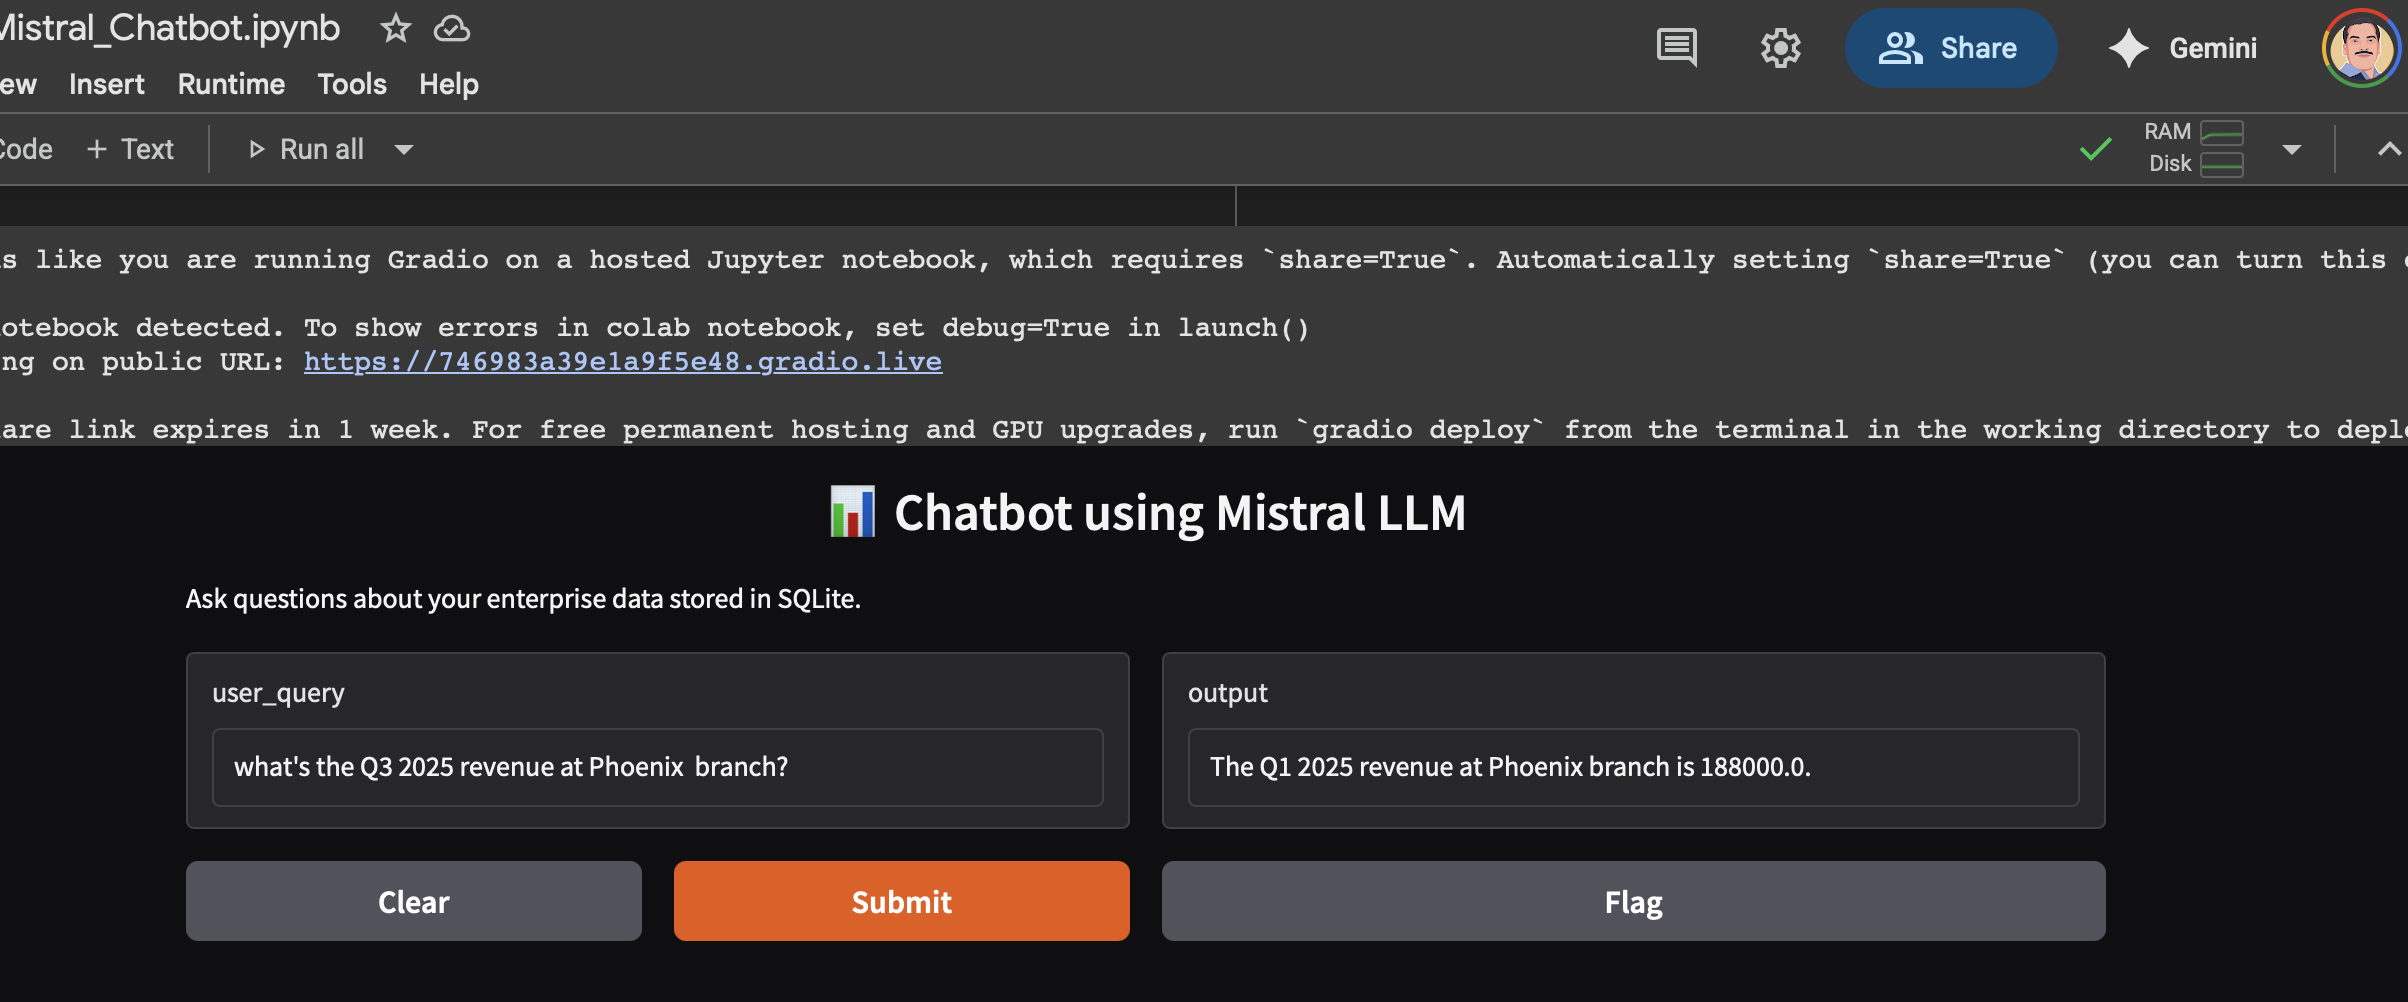 Mistral_Chatbot.ipynb
ew Insert Runtime Tools Help
Share
Gemini
Code + Text Run all
RAM
Disk
s like you are running Gradio on a hosted Jupyter notebook, which requires `share=True`. Automatically setting `share=True` (you can turn this
otebook detected. To show errors in colab notebook, set debug=True in launch()
ng on public URL: https://746983a39e1a9f5e48.gradio.live
are link expires in 1 week. For free permanent hosting and GPU upgrades, run `gradio deploy` from the terminal in the working directory to depl
Chatbot using Mistral LLM
Ask questions about your enterprise data stored in SQLite.
user_query
what's the Q3 2025 revenue at Phoenix  branch?
output
The Q1 2025 revenue at Phoenix branch is 188000.0.
Clear
Submit
Flag